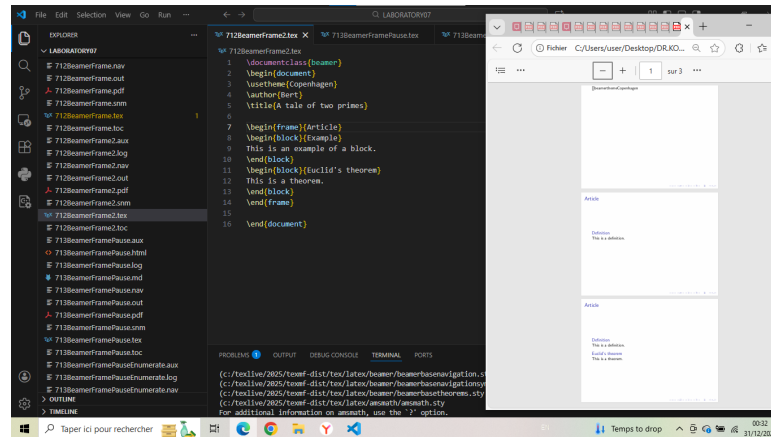 File Edit Selection View Go Run ···
LABORATORY07
EXPLORER ···
LABORATORY07
712BeamerFrame.nav
712BeamerFrame.out
712BeamerFrame.pdf
712BeamerFrame.snm
712BeamerFrame.tex 1
712BeamerFrame.toc
712BeamerFrame2.aux
712BeamerFrame2.log
712BeamerFrame2.nav
712BeamerFrame2.out
712BeamerFrame2.pdf
712BeamerFrame2.snm
712BeamerFrame2.tex
712BeamerFrame2.toc
713BeamerFramePause.aux
713BeamerFramePause.html
713BeamerFramePause.log
713BeamerFramePause.md
713BeamerFramePause.nav
713BeamerFramePause.out
713BeamerFramePause.pdf
713BeamerFramePause.snm
713BeamerFramePause.tex
713BeamerFramePause.toc
713BeamerFramePauseEnumerate.aux
713BeamerFramePauseEnumerate.log
713BeamerFramePauseEnumerate.nav
OUTLINE
TIMELINE
712BeamerFrame2.tex 713BeamerFramePause.tex 713Beame
712BeamerFrame2.tex
1 \documentclass{beamer}
2 \begin{document}
3 \usetheme{Copenhagen}
4 \author{Bert}
5 \title{A tale of two primes}
6
7 \begin{frame}{Article}
8 \begin{block}{Example}
9 This is an example of a block.
10 \end{block}
11 \begin{block}{Euclid's theorem}
12 This is a theorem.
13 \end{block}
14 \end{frame}
15
16 \end{document}
PROBLEMS 1 OUTPUT DEBUG CONSOLE TERMINAL PORTS
(c:/texlive/2025/texmf-dist/tex/latex/beamer/beamerbasenavigation.st
(c:/texlive/2025/texmf-dist/tex/latex/beamer/beamerbasenavigationsy
(c:/texlive/2025/texmf-dist/tex/latex/beamer/beamerbasetheorems.sty
(c:/texlive/2025/texmf-dist/tex/latex/amsmath/amsmath.sty
For additional information on amsmath, use the `?' option.
Fichier C:/Users/user/Desktop/DR.KO...
1 sur 3 ···
Article
Definition
This is a definition.
Article
Definition
This is a definition.
Euclid's theorem
This is a theorem.
Taper ici pour rechercher
Temps to drop
00:32
31/12/20